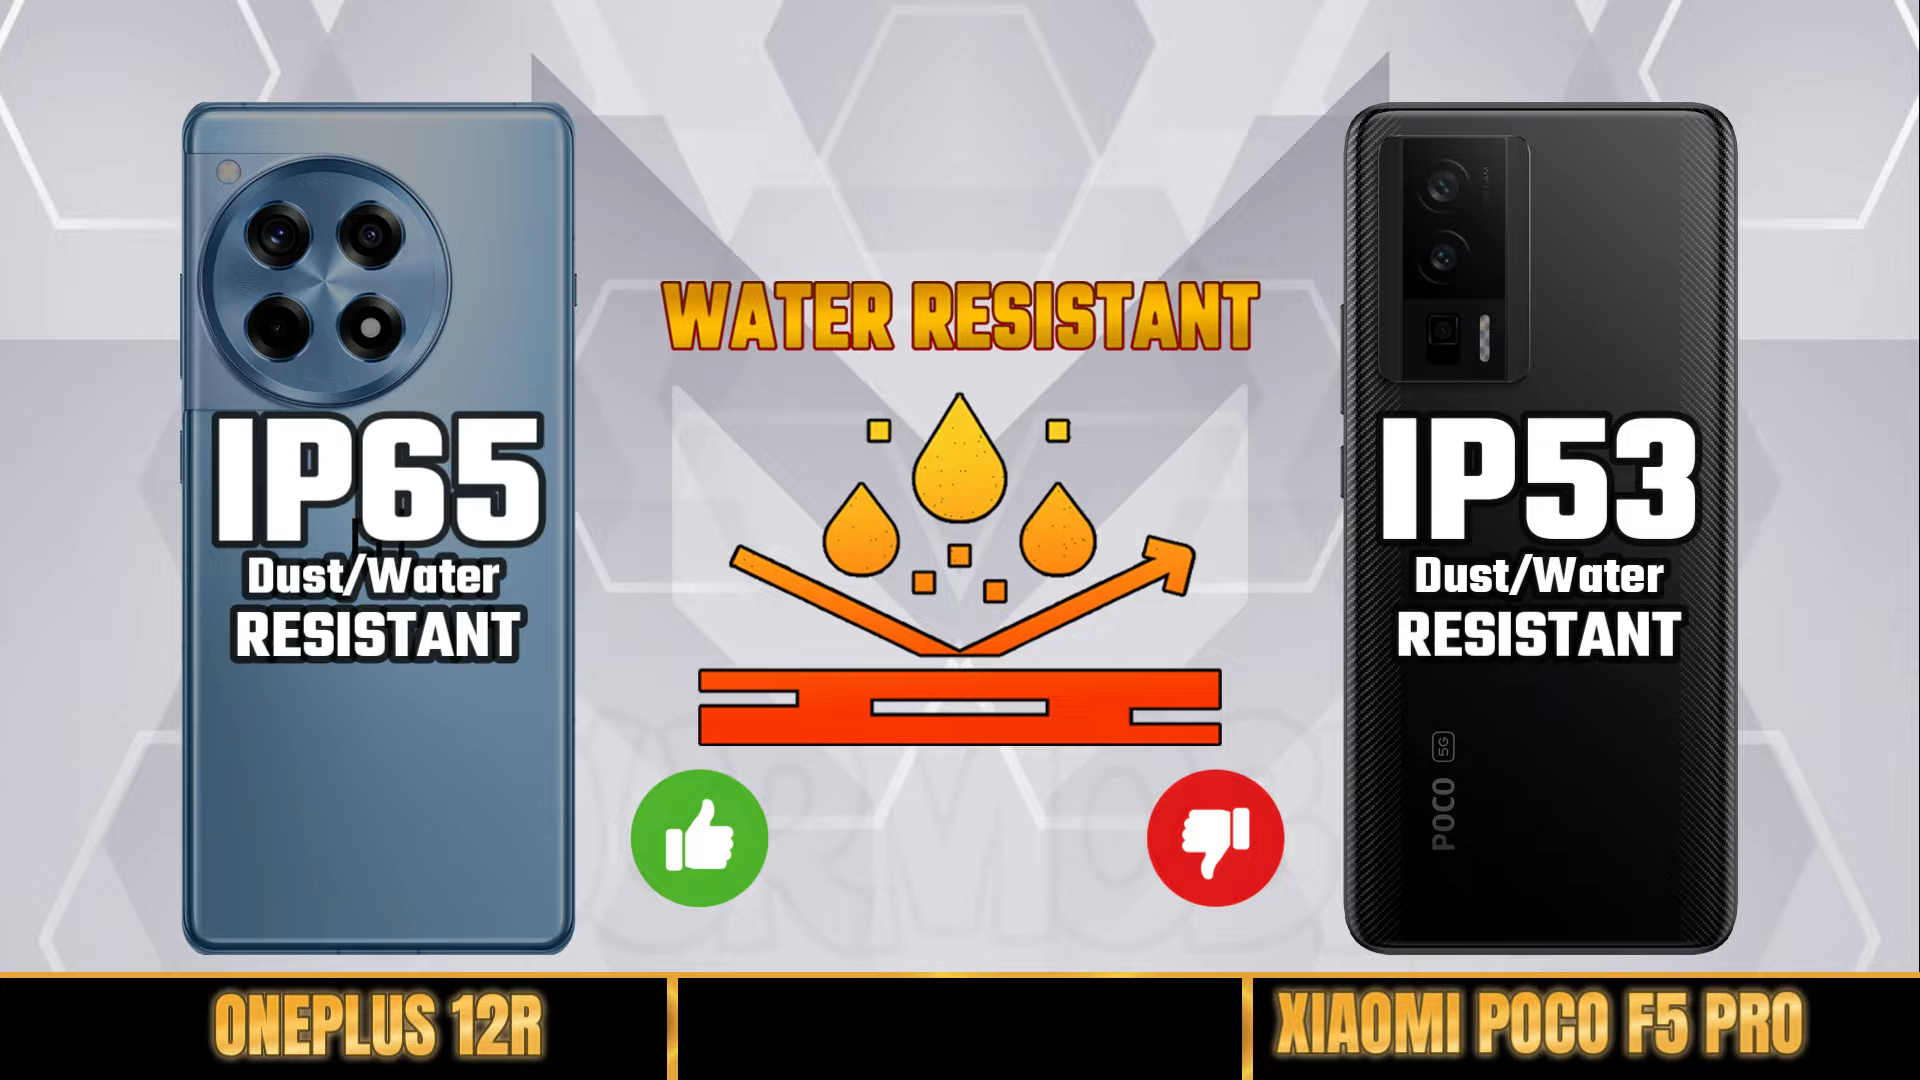 WATER RESISTANT
IP65
Dust/Water
RESISTANT
IP53
Dust/Water
RESISTANT
5G
POCO
ONEPLUS 12R
XIAOMI POCO F5 PRO